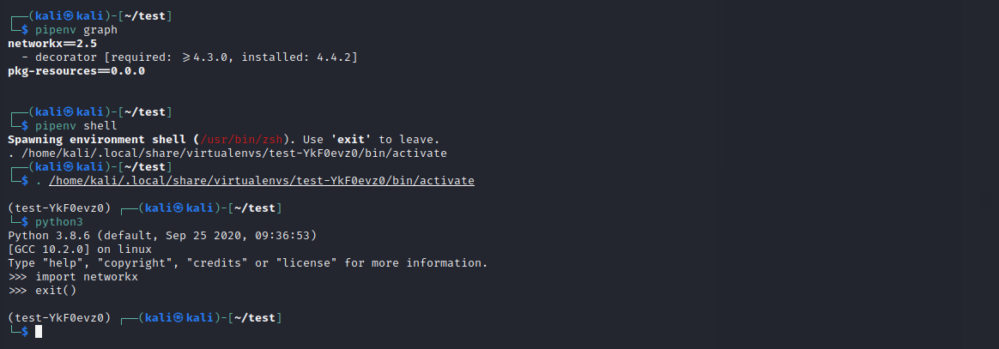 ┌──(kali㉿kali)-[~/test]
└─$ pipenv graph
networkx==2.5
  - decorator [required: >=4.3.0, installed: 4.4.2]
pkg-resources==0.0.0
┌──(kali㉿kali)-[~/test]
└─$ pipenv shell
Spawning environment shell (/usr/bin/zsh). Use 'exit' to leave.
. /home/kali/.local/share/virtualenvs/test-YkF0evz0/bin/activate
┌──(kali㉿kali)-[~/test]
└─$ . /home/kali/.local/share/virtualenvs/test-YkF0evz0/bin/activate
(test-YkF0evz0) ┌──(kali㉿kali)-[~/test]
└─$ python3
Python 3.8.6 (default, Sep 25 2020, 09:36:53)
[GCC 10.2.0] on linux
Type "help", "copyright", "credits" or "license" for more information.
>>> import networkx
>>> exit()
(test-YkF0evz0) ┌──(kali㉿kali)-[~/test]
└─$